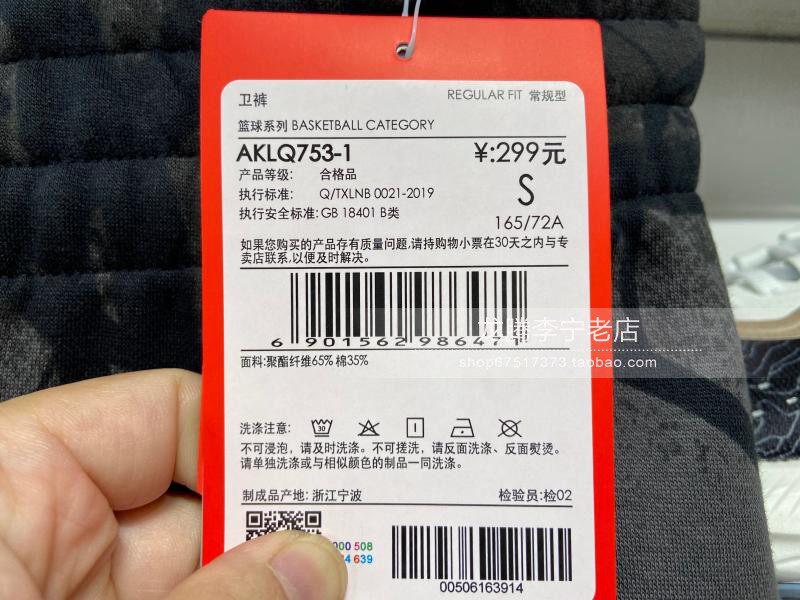 卫裤
REGULAR FIT 常规型
篮球系列 BASKETBALL CATEGORY
AKLQ753-1
¥:299元
产品等级: 合格品
执行标准: Q/TXLNB 0021-2019
S
执行安全标准: GB 18401 B类
165/72A
如果您购买的产品存有质量问题,请持购物小票在30天之内与专
卖店联系,以便及时解决。
龙腾李宁老店
shop67517373.taobao.com
面料:聚酯纤维65% 棉35%
洗涤注意:
30
不可浸泡，请及时洗涤。不可搓洗，请反面洗涤、反面熨烫。
请单独洗涤或与相似颜色的制品一同洗涤。
制成品产地: 浙江宁波
检验员:检02
000 508
639
00506163914